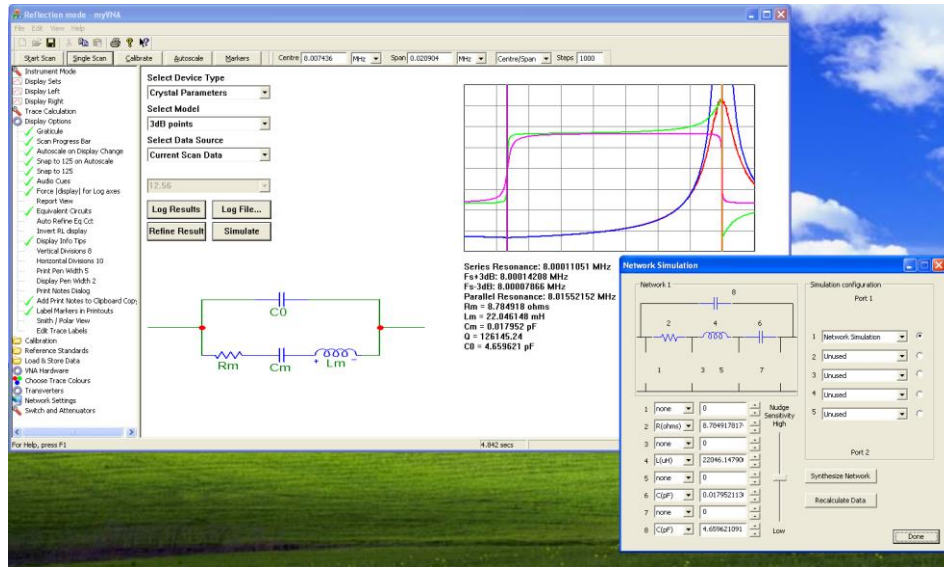 Reflection mode - myVNA
File Edit View Help
Start Scan Single Scan Calibrate Autoscale Markers Centre 8.007436 MHz Span 0.020904 MHz Centre/Span Steps 1000
Instrument Mode
Display Sets
Display Left
Display Right
Trace Calculation
Display Options
Graticule
Scan Progress Bar
Autoscale on Display Change
Snap to 125 on Autoscale
Snap to 125
Audio Cues
Force |display| for Log axes
Report View
Equivalent Circuits
Auto Refine Eq Cct
Invert RL display
Display Info Tips
Vertical Divisions 8
Horizontal Divisions 10
Print Pen Width 5
Display Pen Width 2
Print Notes Dialog
Add Print Notes to Clipboard Copy
Label Markers in Printouts
Smith / Polar View
Edit Trace Labels
Calibration
Reference Standards
Load & Store Data
VNA Hardware
Choose Trace Colours
Transverters
Network Settings
Switch and Attenuators
For Help, press F1
4.842 secs
Select Device Type
Crystal Parameters
Select Model
3dB points
Select Data Source
Current Scan Data
12.56
Log Results Log File...
Refine Result Simulate
C0
Rm Cm + Lm -
Series Resonance: 8.00011051 MHz
Fs+3dB: 8.00014208 MHz
Fs-3dB: 8.00007866 MHz
Parallel Resonance: 8.01552152 MHz
Rm = 8.784918 ohms
Lm = 22.046148 mH
Cm = 0.017952 pF
Q = 126145.24
C0 = 4.659621 pF
Network Simulation
Network 1
8
2 4 6
1 3 5 7
1 none 0
2 R(ohms) 8.784917817
3 none 0
4 L(uH) 22046.14790
5 none 0
6 C(pF) 0.017952113
7 none 0
8 C(pF) 4.659621091
Nudge
Sensitivity
High
Low
Simulation configuration
Port 1
1 Network Simulation
2 Unused
3 Unused
4 Unused
5 Unused
Port 2
Synthesize Network
Recalculate Data
Done